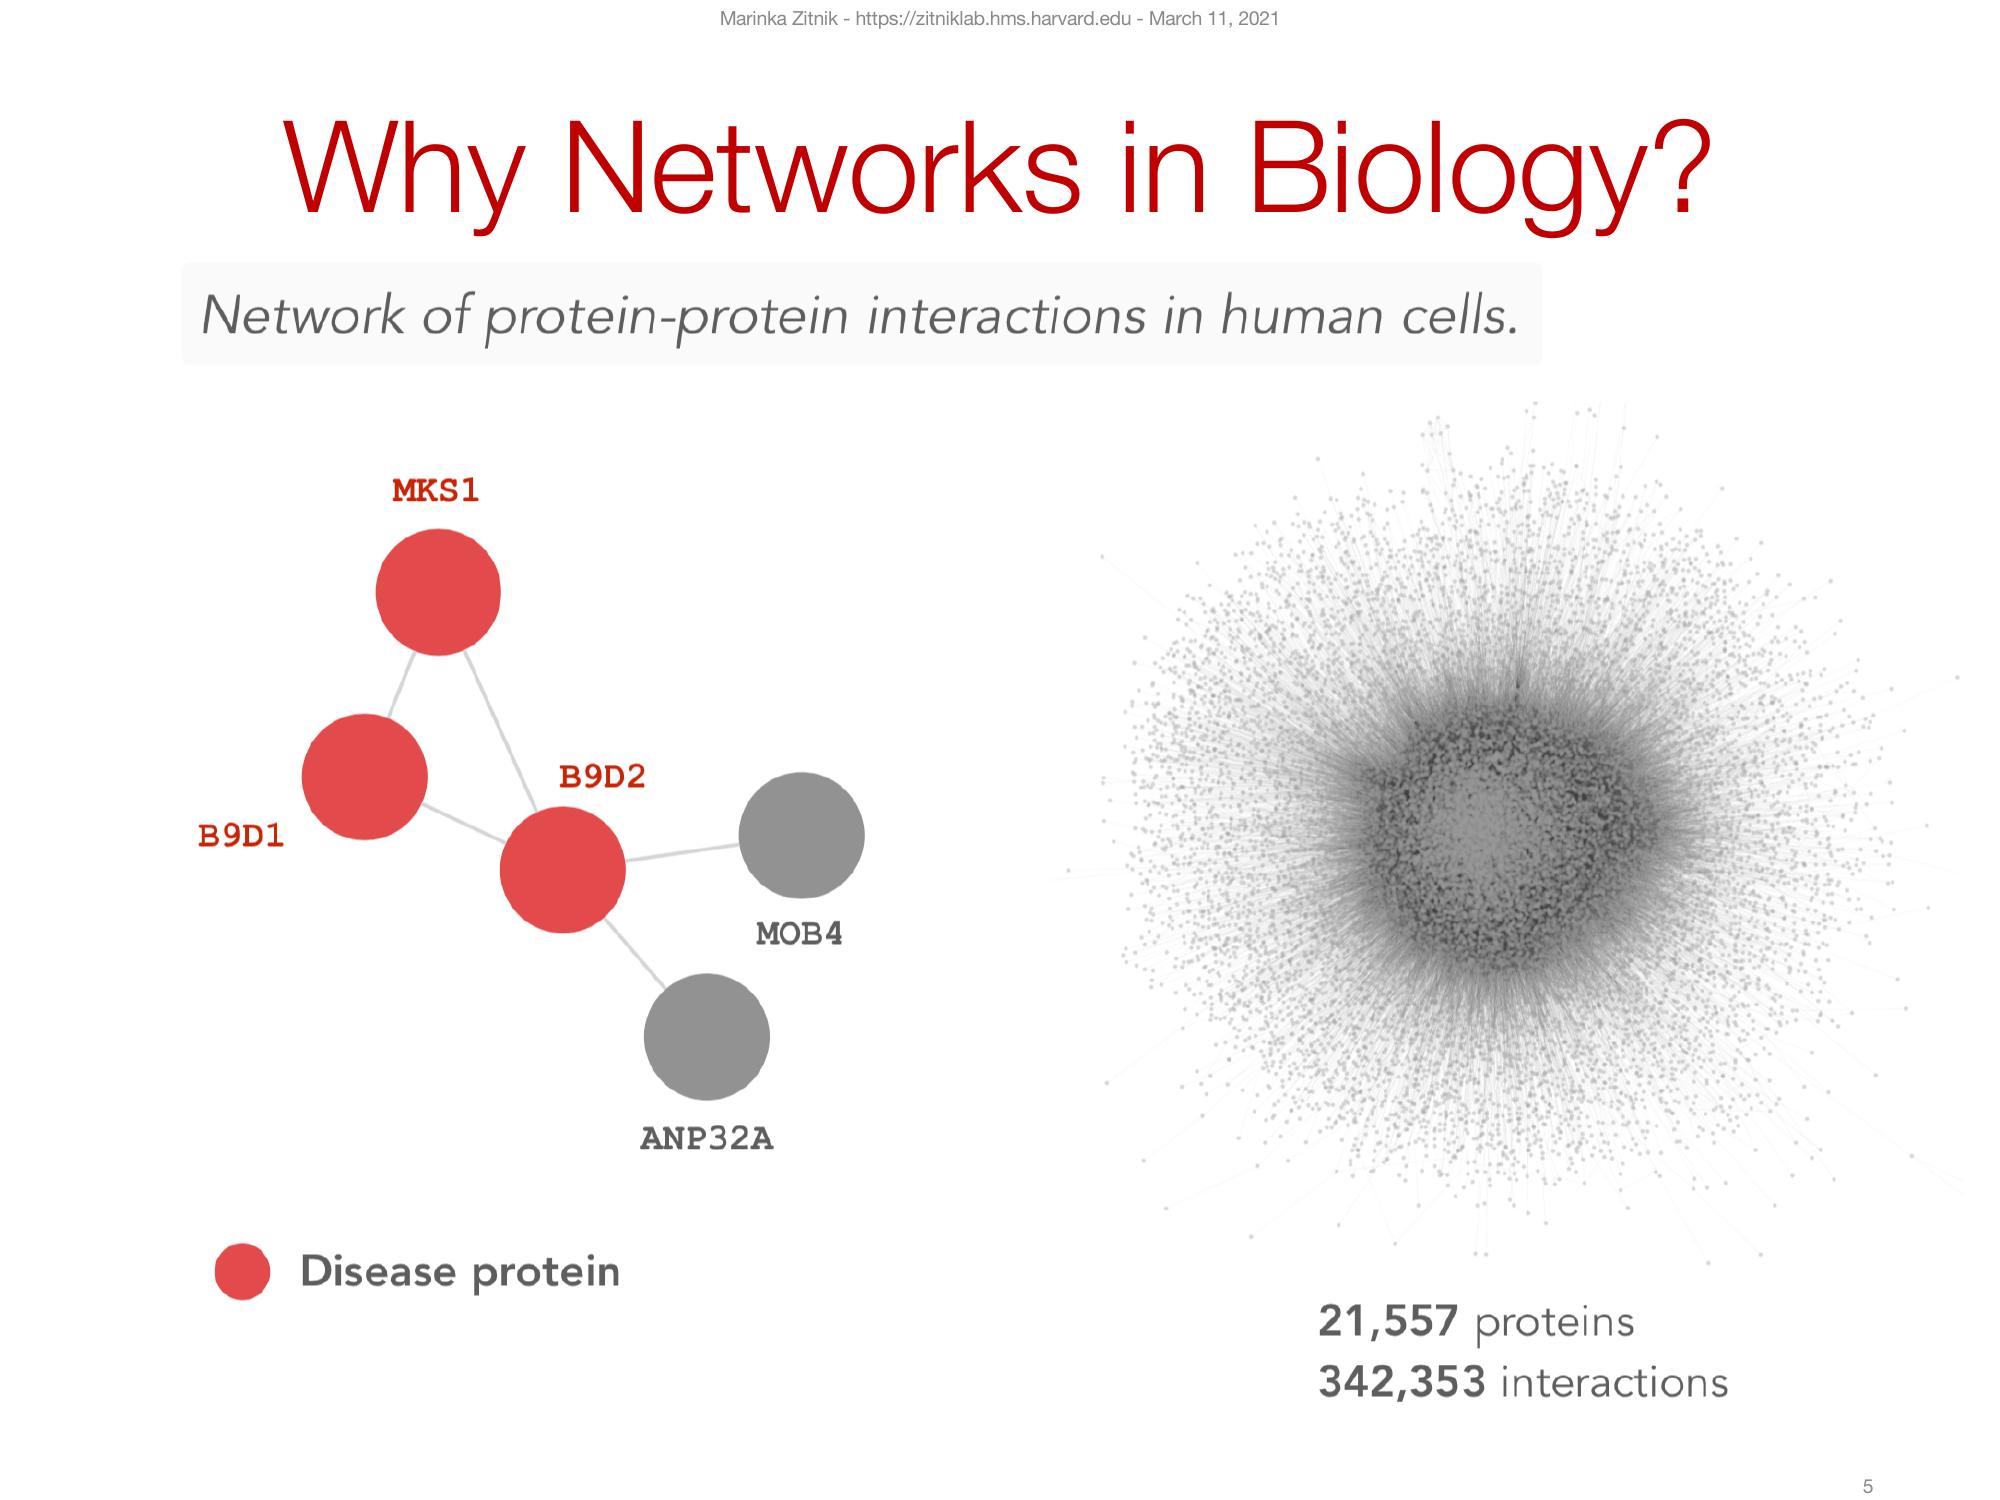 Marinka Zitnik - https://zitniklab.hms.harvard.edu - March 11, 2021
Why Networks in Biology?
Network of protein-protein interactions in human cells.
MKS1
B9D2
B9D1
MOB4
ANP32A
Disease protein
21,557 proteins
342,353 interactions
5